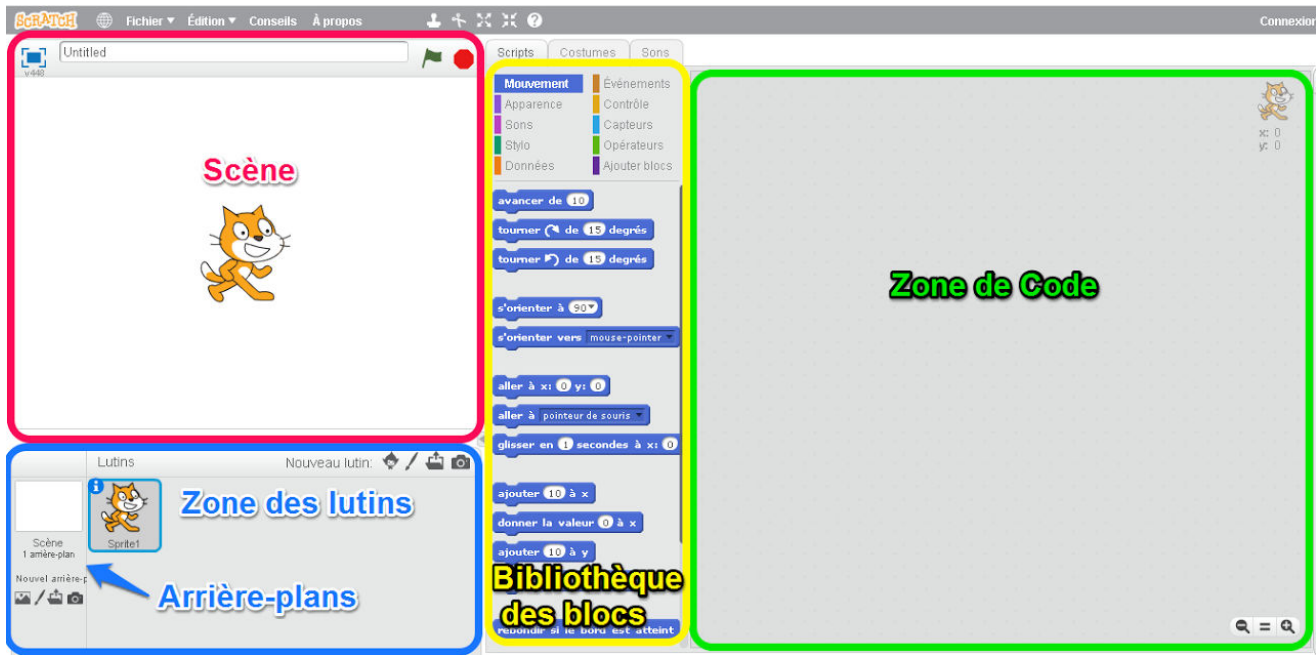 SCRATCH Fichier Édition Conseils À propos Connexion
Untitled
v448
Scène
Lutins Nouveau lutin:
Scène
1 arrière-plan
Sprite1
Zone des lutins
Nouvel arrière-p
Arrière-plans
Scripts Costumes Sons
Mouvement Événements
Apparence Contrôle
Sons Capteurs
Stylo Opérateurs
Données Ajouter blocs
avancer de 10
tourner de 15 degrés
tourner de 15 degrés
s'orienter à 90
s'orienter vers mouse-pointer
aller à x: 0 y: 0
aller à pointeur de souris
glisser en 1 secondes à x: 0
ajouter 10 à x
donner la valeur 0 à x
ajouter 10 à y
Bibliothèque
des blocs
rebondir si le bord est atteint
x: 0
y: 0
Zone de Code